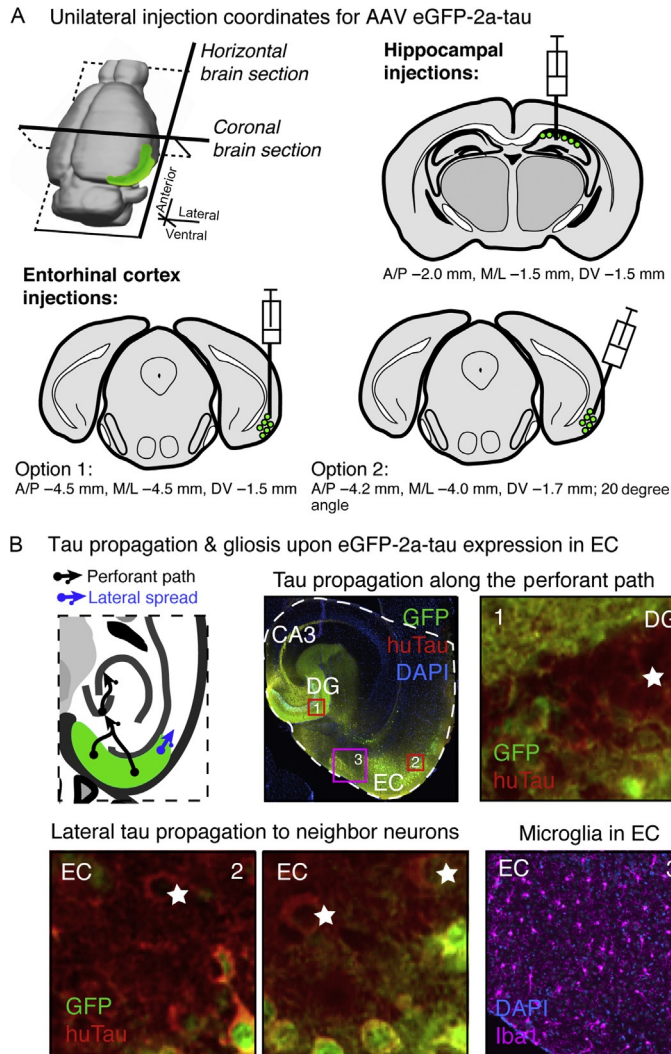 A Unilateral injection coordinates for AAV eGFP-2a-tau
Horizontal
brain section
Coronal
brain section
Anterior
Lateral
Ventral
Hippocampal
injections:
A/P –2.0 mm, M/L –1.5 mm, DV –1.5 mm
Entorhinal cortex
injections:
Option 1:
A/P –4.5 mm, M/L –4.5 mm, DV –1.5 mm
Option 2:
A/P –4.2 mm, M/L –4.0 mm, DV –1.7 mm; 20 degree
angle
B Tau propagation & gliosis upon eGFP-2a-tau expression in EC
Perforant path
Lateral spread
Tau propagation along the perforant path
CA3
GFP
huTau
DAPI
DG
1
3
2
EC
1
DG
GFP
huTau
Lateral tau propagation to neighbor neurons
EC
2
GFP
huTau
EC
Microglia in EC
EC
3
DAPI
Iba1